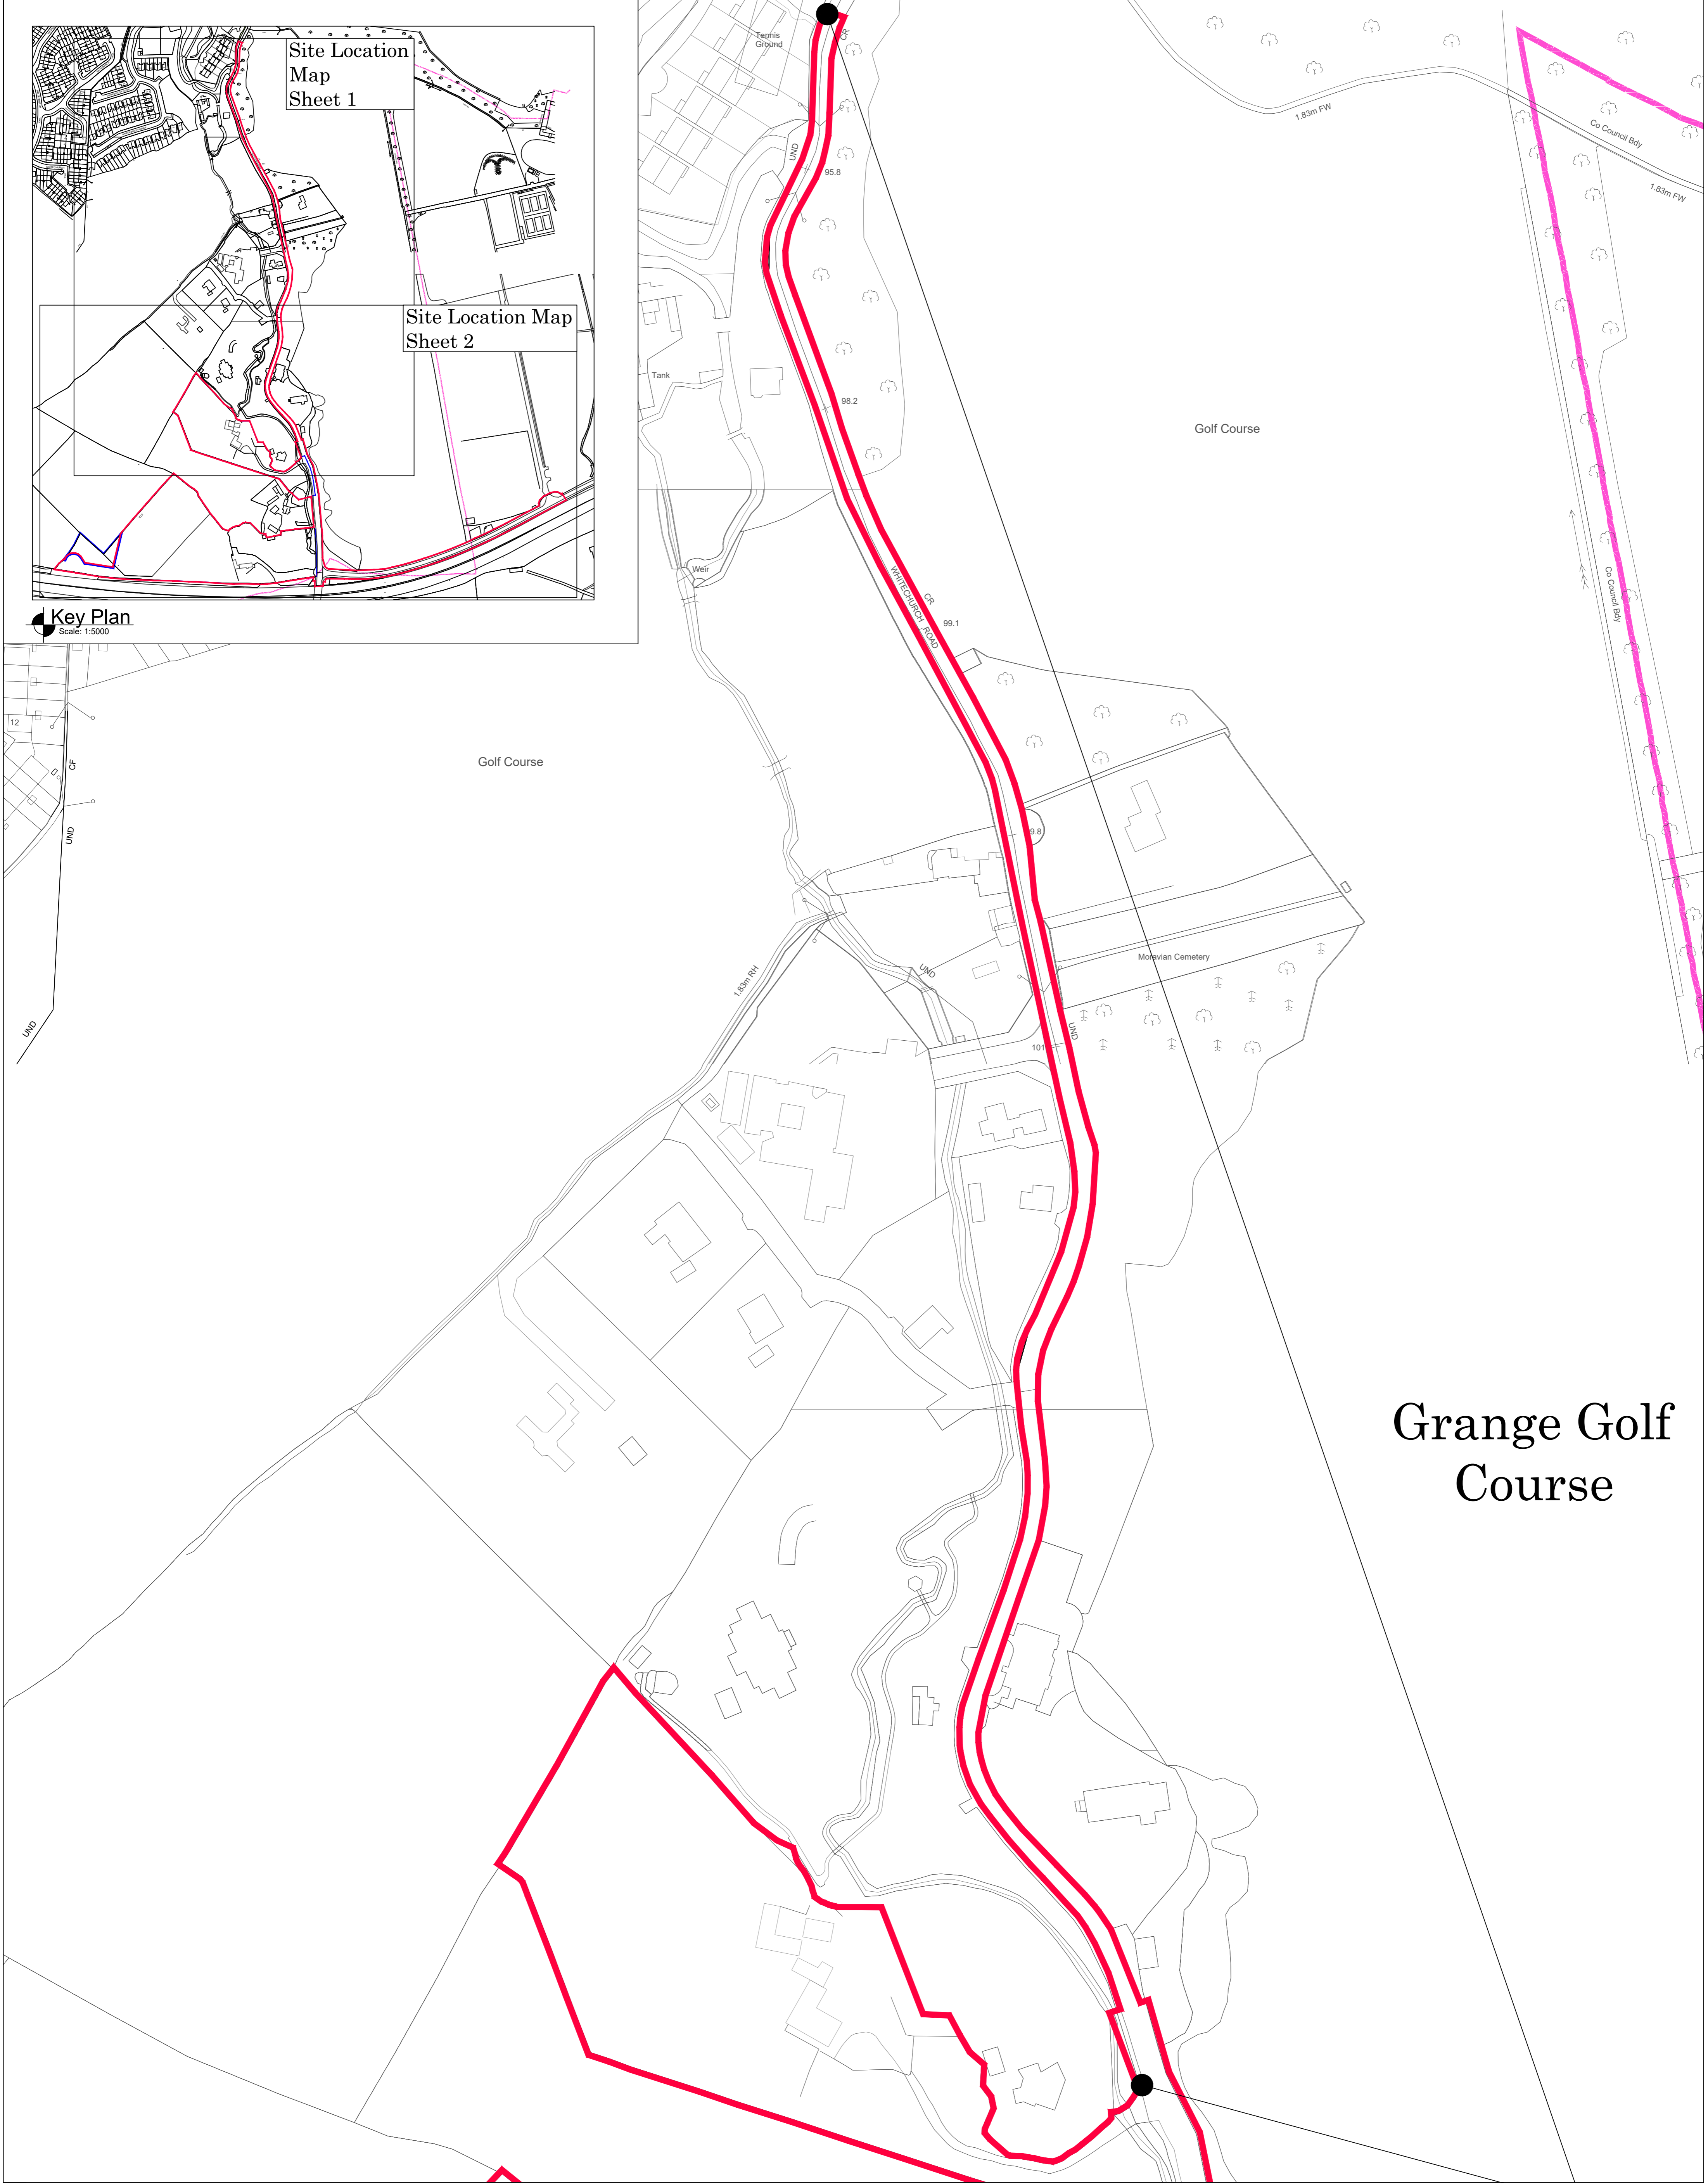 Site Location
Map
Sheet 1
Site Location Map
Sheet 2
Key Plan
Scale: 1:5000
Tennis
Ground
CR
UND
95.8
1.83m FW
Co Council Bdy
1.83m FW
Tank
98.2
Golf Course
Weir
WHITECHURCH ROAD
CR
99.1
Co Council Bdy
12
CF
Golf Course
UND
9.8
Moravian Cemetery
UND
1.83m RH
UND
UND
101
Grange Golf
Course